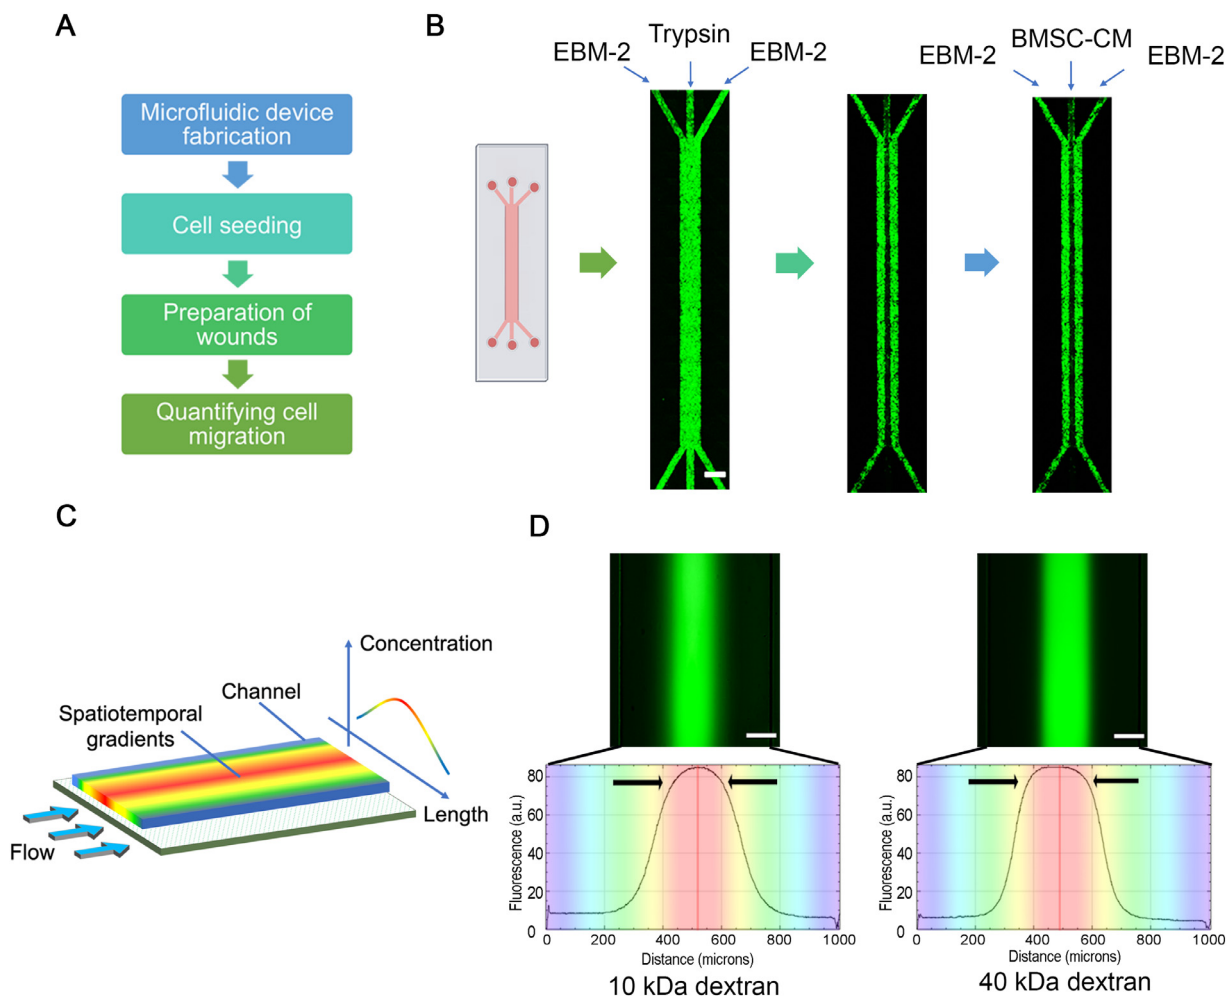 A
Microfluidic device
fabrication
Cell seeding
Preparation of
wounds
Quantifying cell
migration
B
EBM-2
Trypsin
EBM-2
EBM-2
BMSC-CM
EBM-2
C
Concentration
Channel
Spatiotemporal
gradients
Length
Flow
D
Fluorescence (a.u.)
80
60
40
20
0
0 200 400 600 800 1000
Distance (microns)
10 kDa dextran
Fluorescence (a.u.)
80
60
40
20
0
0 200 400 600 800 1000
Distance (microns)
40 kDa dextran